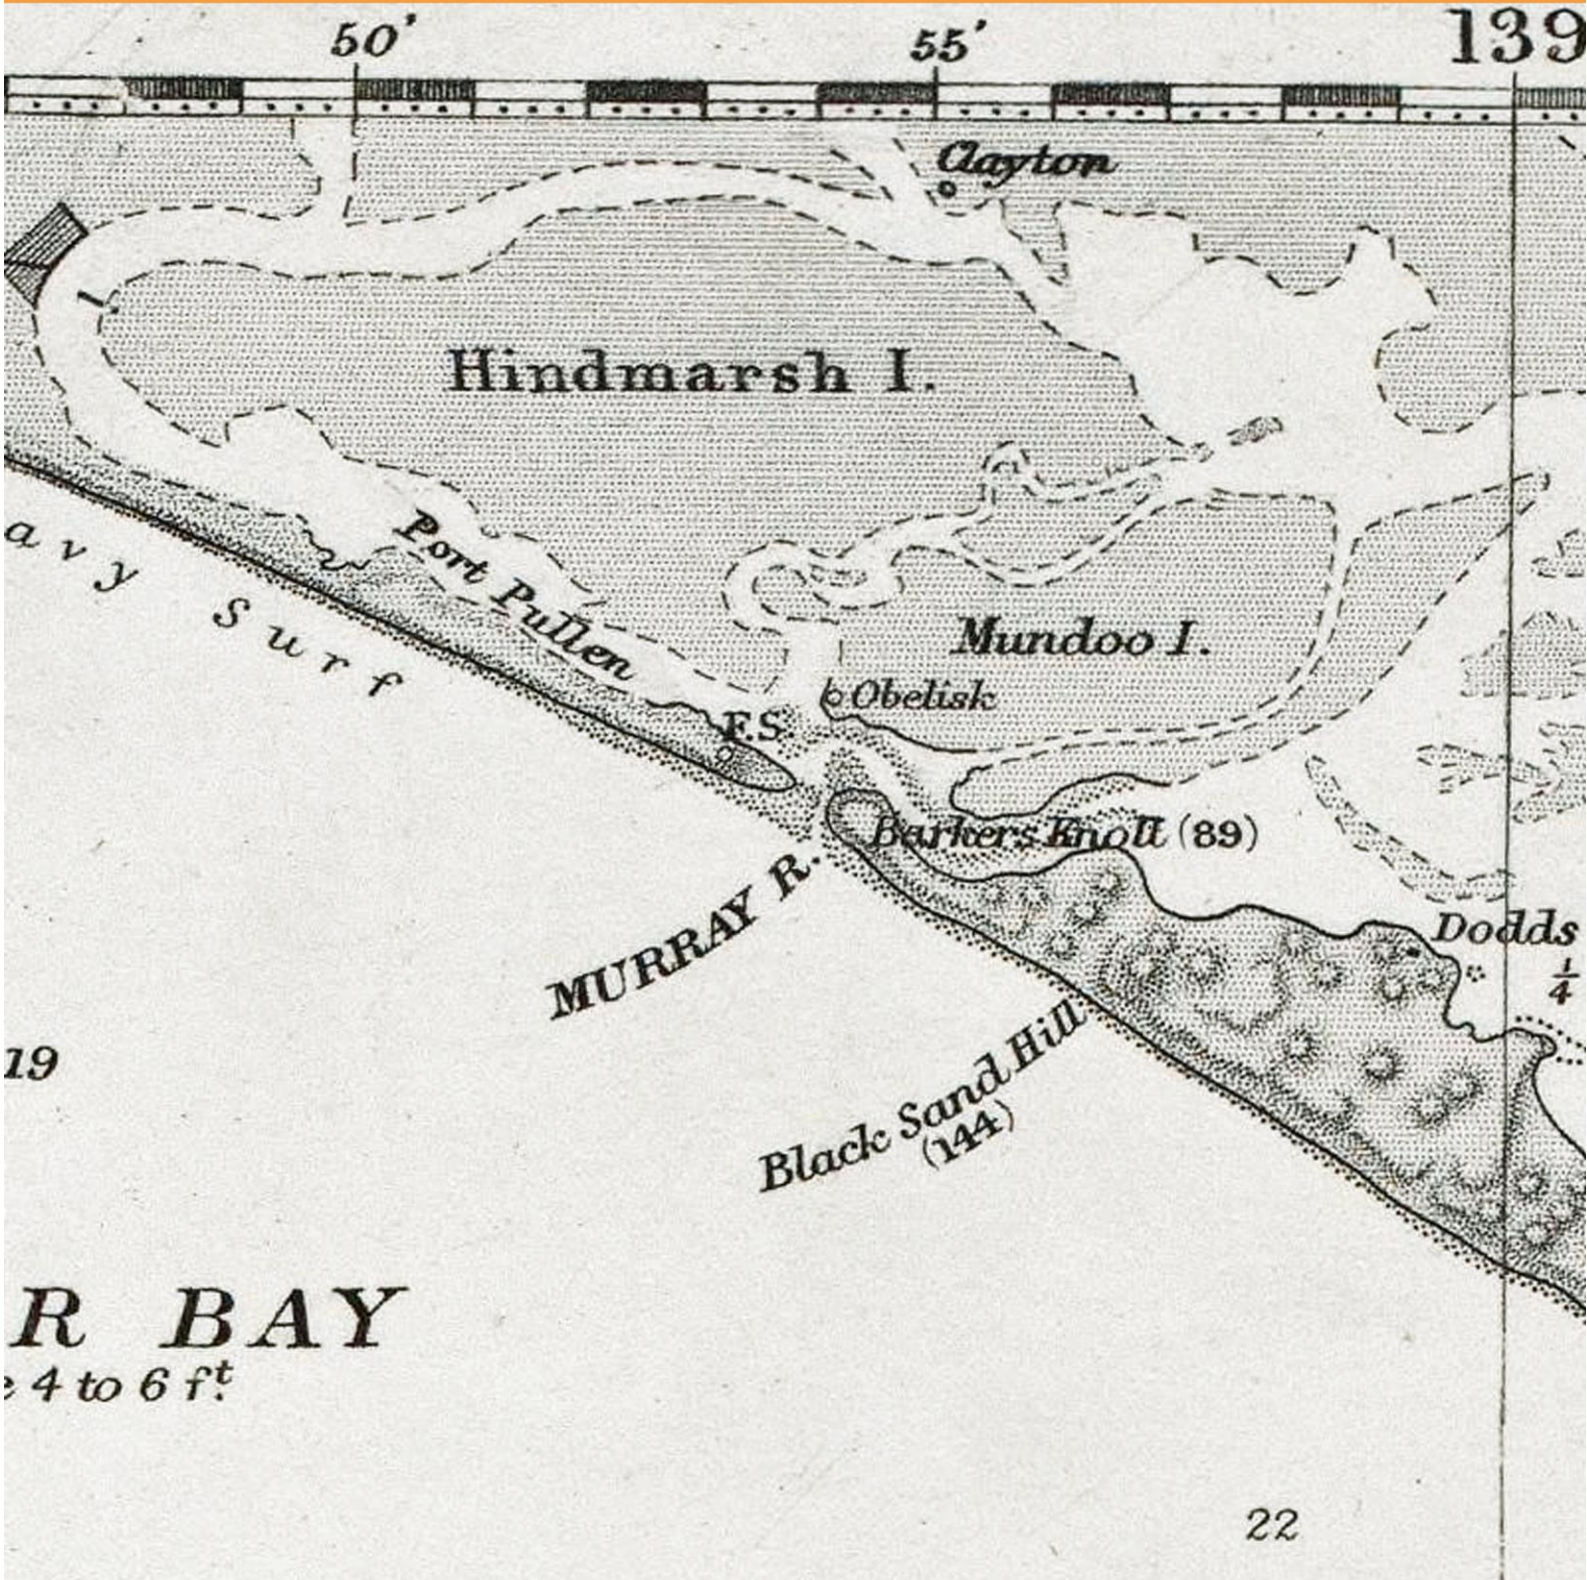 50'
55'
139
Clayton
Hindmarsh I.
Port Pullen
avy Surf
Mundoo I.
Obelisk
F.S.
Barkers Knoll (89)
MURRAY R.
Dodds
1/4
Black Sand Hill
(144)
19
R BAY
e 4 to 6 ft.
22